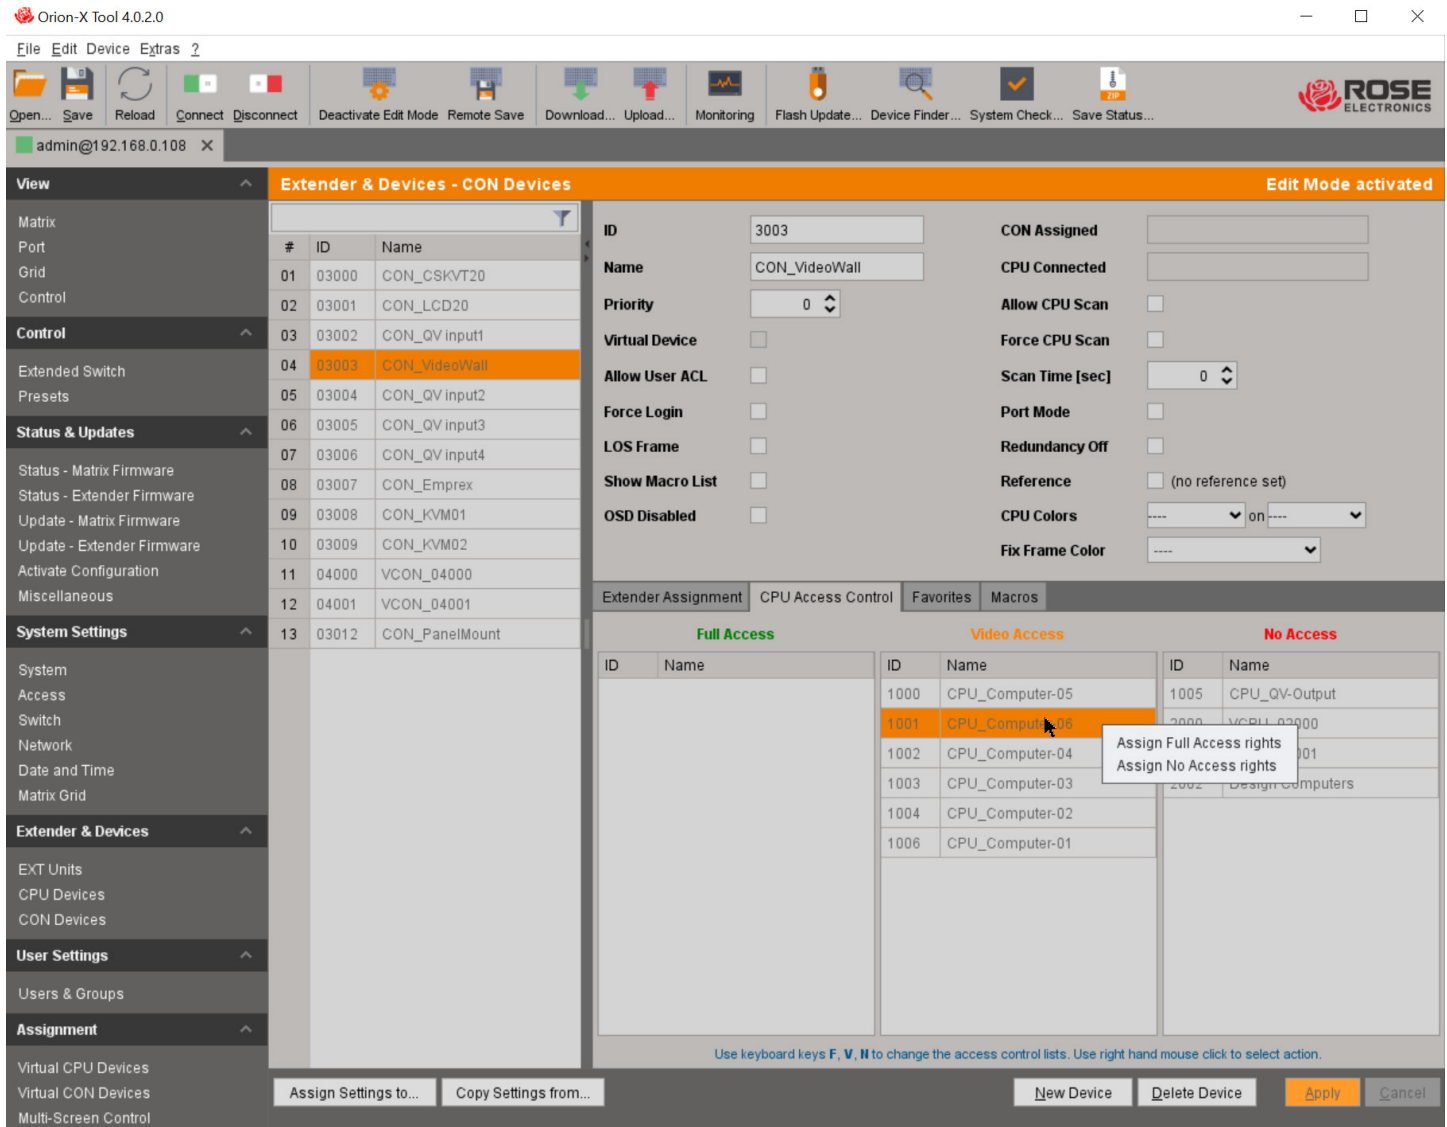 Orion-X Tool 4.0.2.0
File Edit Device Extras ?
Open... Save Reload Connect Disconnect Deactivate Edit Mode Remote Save Download... Upload... Monitoring Flash Update... Device Finder... System Check... Save Status...
ZIP
ROSE
ELECTRONICS
admin@192.168.0.108
View
Matrix
Port
Grid
Control
Control
Extended Switch
Presets
Status & Updates
Status - Matrix Firmware
Status - Extender Firmware
Update - Matrix Firmware
Update - Extender Firmware
Activate Configuration
Miscellaneous
System Settings
System
Access
Switch
Network
Date and Time
Matrix Grid
Extender & Devices
EXT Units
CPU Devices
CON Devices
User Settings
Users & Groups
Assignment
Virtual CPU Devices
Virtual CON Devices
Multi-Screen Control
Extender & Devices - CON Devices
Edit Mode activated
# ID Name
01 03000 CON_CSKVT20
02 03001 CON_LCD20
03 03002 CON_QV input1
04 03003 CON_VideoWall
05 03004 CON_QV input2
06 03005 CON_QV input3
07 03006 CON_QV input4
08 03007 CON_Emprex
09 03008 CON_KVM01
10 03009 CON_KVM02
11 04000 VCON_04000
12 04001 VCON_04001
13 03012 CON_PanelMount
ID 3003
Name CON_VideoWall
Priority 0
Virtual Device
Allow User ACL
Force Login
LOS Frame
Show Macro List
OSD Disabled
CON Assigned
CPU Connected
Allow CPU Scan
Force CPU Scan
Scan Time [sec] 0
Port Mode
Redundancy Off
Reference (no reference set)
CPU Colors ---- on ----
Fix Frame Color ----
Extender Assignment CPU Access Control Favorites Macros
Full Access
ID Name
Video Access
ID Name
1000 CPU_Computer-05
1001 CPU_Computer-06
1002 CPU_Computer-04
1003 CPU_Computer-03
1004 CPU_Computer-02
1006 CPU_Computer-01
No Access
ID Name
1005 CPU_QV-Output
2000 VCPU_02000
001
2002 Design Computers
Assign Full Access rights
Assign No Access rights
Use keyboard keys F, V, N to change the access control lists. Use right hand mouse click to select action.
Assign Settings to... Copy Settings from... New Device Delete Device Apply Cancel